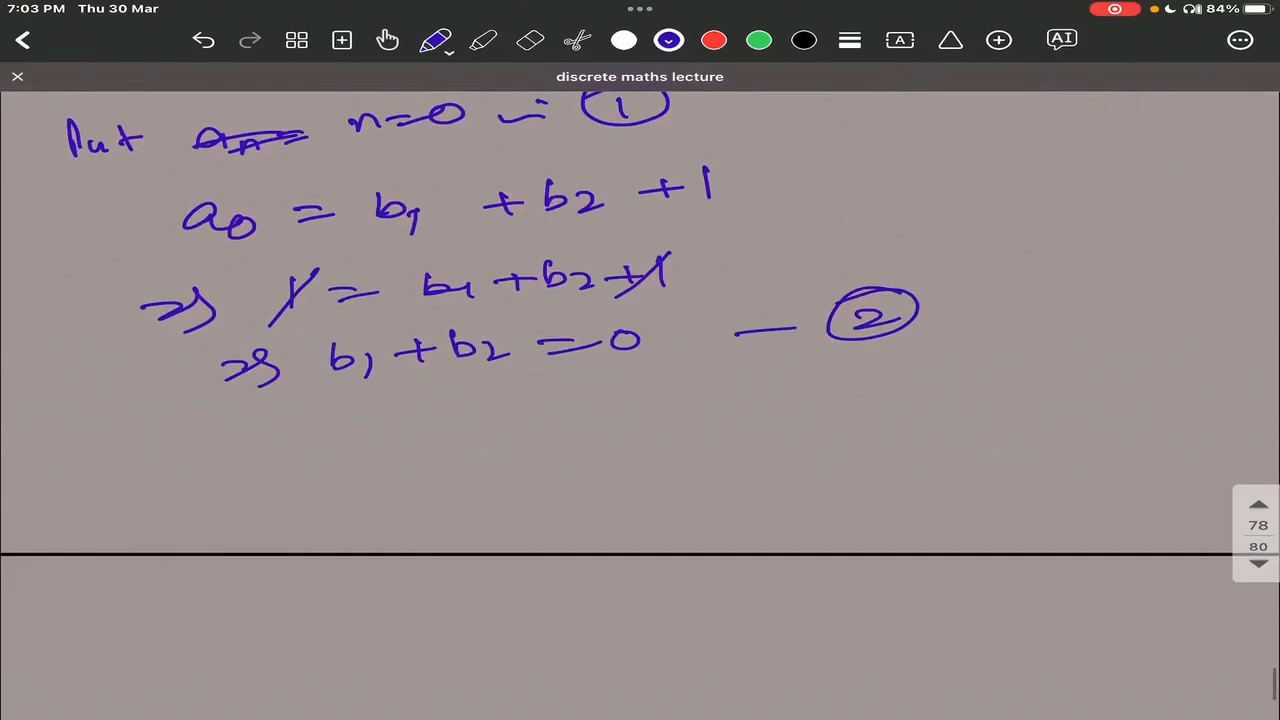 7:03 PM Thu 30 Mar
84%
AI
discrete maths lecture
Put n=0 in ①
a0 = b1 + b2 + 1
⇒ 1 = b1 + b2 + 1
⇒ b1 + b2 = 0 — ②
78
80